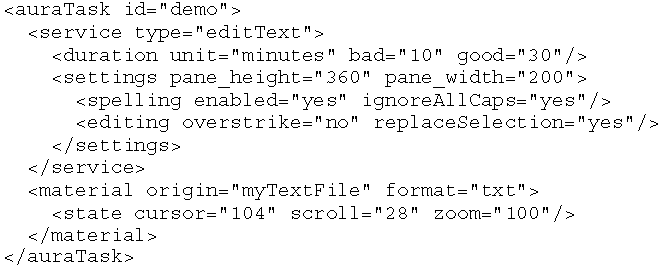 <auraTask id="demo">
  <service type="editText">
    <duration unit="minutes" bad="10" good="30"/>
    <settings pane_height="360" pane_width="200">
      <spelling enabled="yes" ignoreAllCaps="yes"/>
      <editing overstrike="no" replaceSelection="yes"/>
    </settings>
  </service>
  <material origin="myTextFile" format="txt">
    <state cursor="104" scroll="28" zoom="100"/>
  </material>
</auraTask>